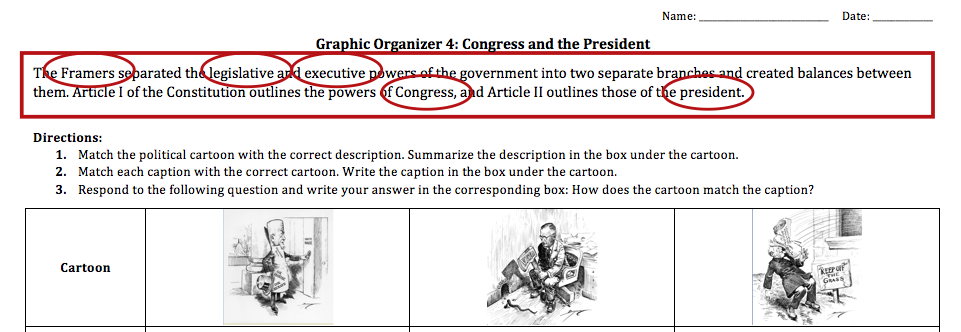 Name: ______________________ Date: __________
Graphic Organizer 4: Congress and the President
The Framers separated the legislative and executive powers of the government into two separate branches and created balances between
them. Article I of the Constitution outlines the powers of Congress, and Article II outlines those of the president.
Directions:
1. Match the political cartoon with the correct description. Summarize the description in the box under the cartoon.
2. Match each caption with the correct cartoon. Write the caption in the box under the cartoon.
3. Respond to the following question and write your answer in the corresponding box: How does the cartoon match the caption?
Cartoon
KEEP OFF
THE
GRASS